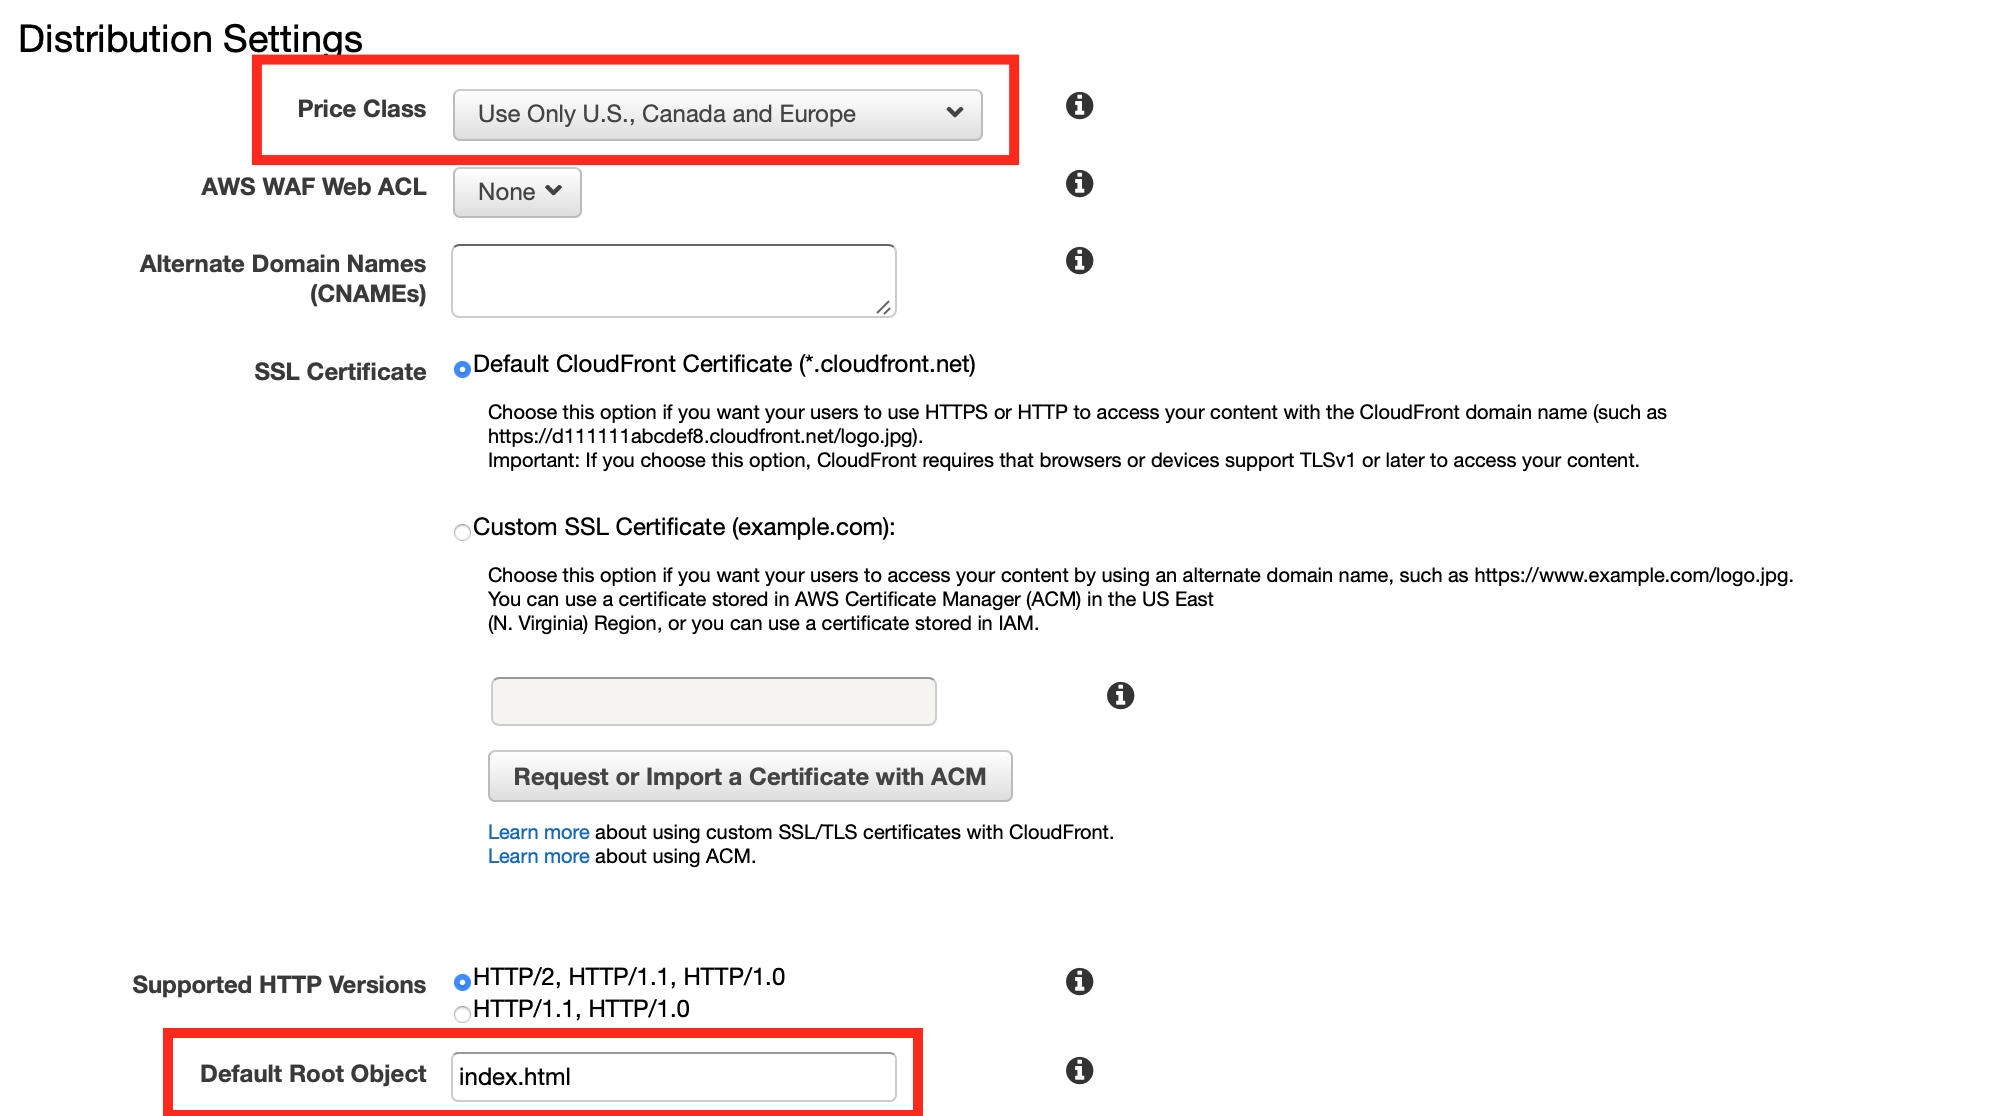 Distribution Settings
Price Class
Use Only U.S., Canada and Europe
AWS WAF Web ACL
None
Alternate Domain Names
(CNAMEs)
SSL Certificate
Default CloudFront Certificate (*.cloudfront.net)
Choose this option if you want your users to use HTTPS or HTTP to access your content with the CloudFront domain name (such as
https://d111111abcdef8.cloudfront.net/logo.jpg).
Important: If you choose this option, CloudFront requires that browsers or devices support TLSv1 or later to access your content.
Custom SSL Certificate (example.com):
Choose this option if you want your users to access your content by using an alternate domain name, such as https://www.example.com/logo.jpg.
You can use a certificate stored in AWS Certificate Manager (ACM) in the US East
(N. Virginia) Region, or you can use a certificate stored in IAM.
Request or Import a Certificate with ACM
Learn more about using custom SSL/TLS certificates with CloudFront.
Learn more about using ACM.
Supported HTTP Versions
HTTP/2, HTTP/1.1, HTTP/1.0
HTTP/1.1, HTTP/1.0
Default Root Object
index.html